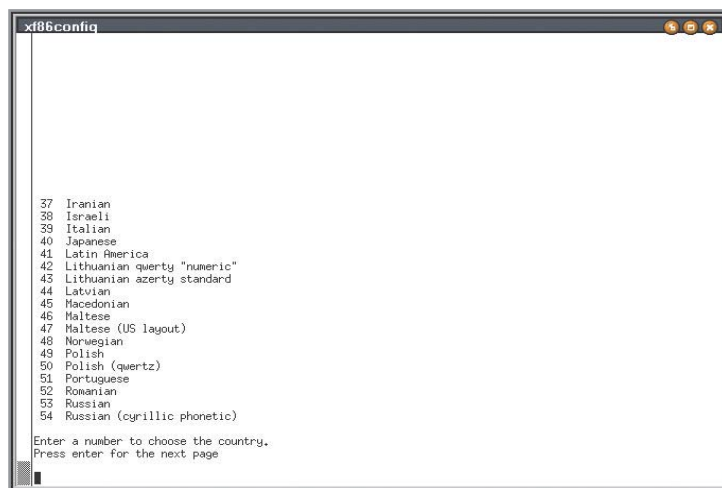 xf86config
37 Iranian
38 Israeli
39 Italian
40 Japanese
41 Latin America
42 Lithuanian qwerty "numeric"
43 Lithuanian azerty standard
44 Latvian
45 Macedonian
46 Maltese
47 Maltese (US layout)
48 Norwegian
49 Polish
50 Polish (qwertz)
51 Portuguese
52 Romanian
53 Russian
54 Russian (cyrillic phonetic)
Enter a number to choose the country.
Press enter for the next page